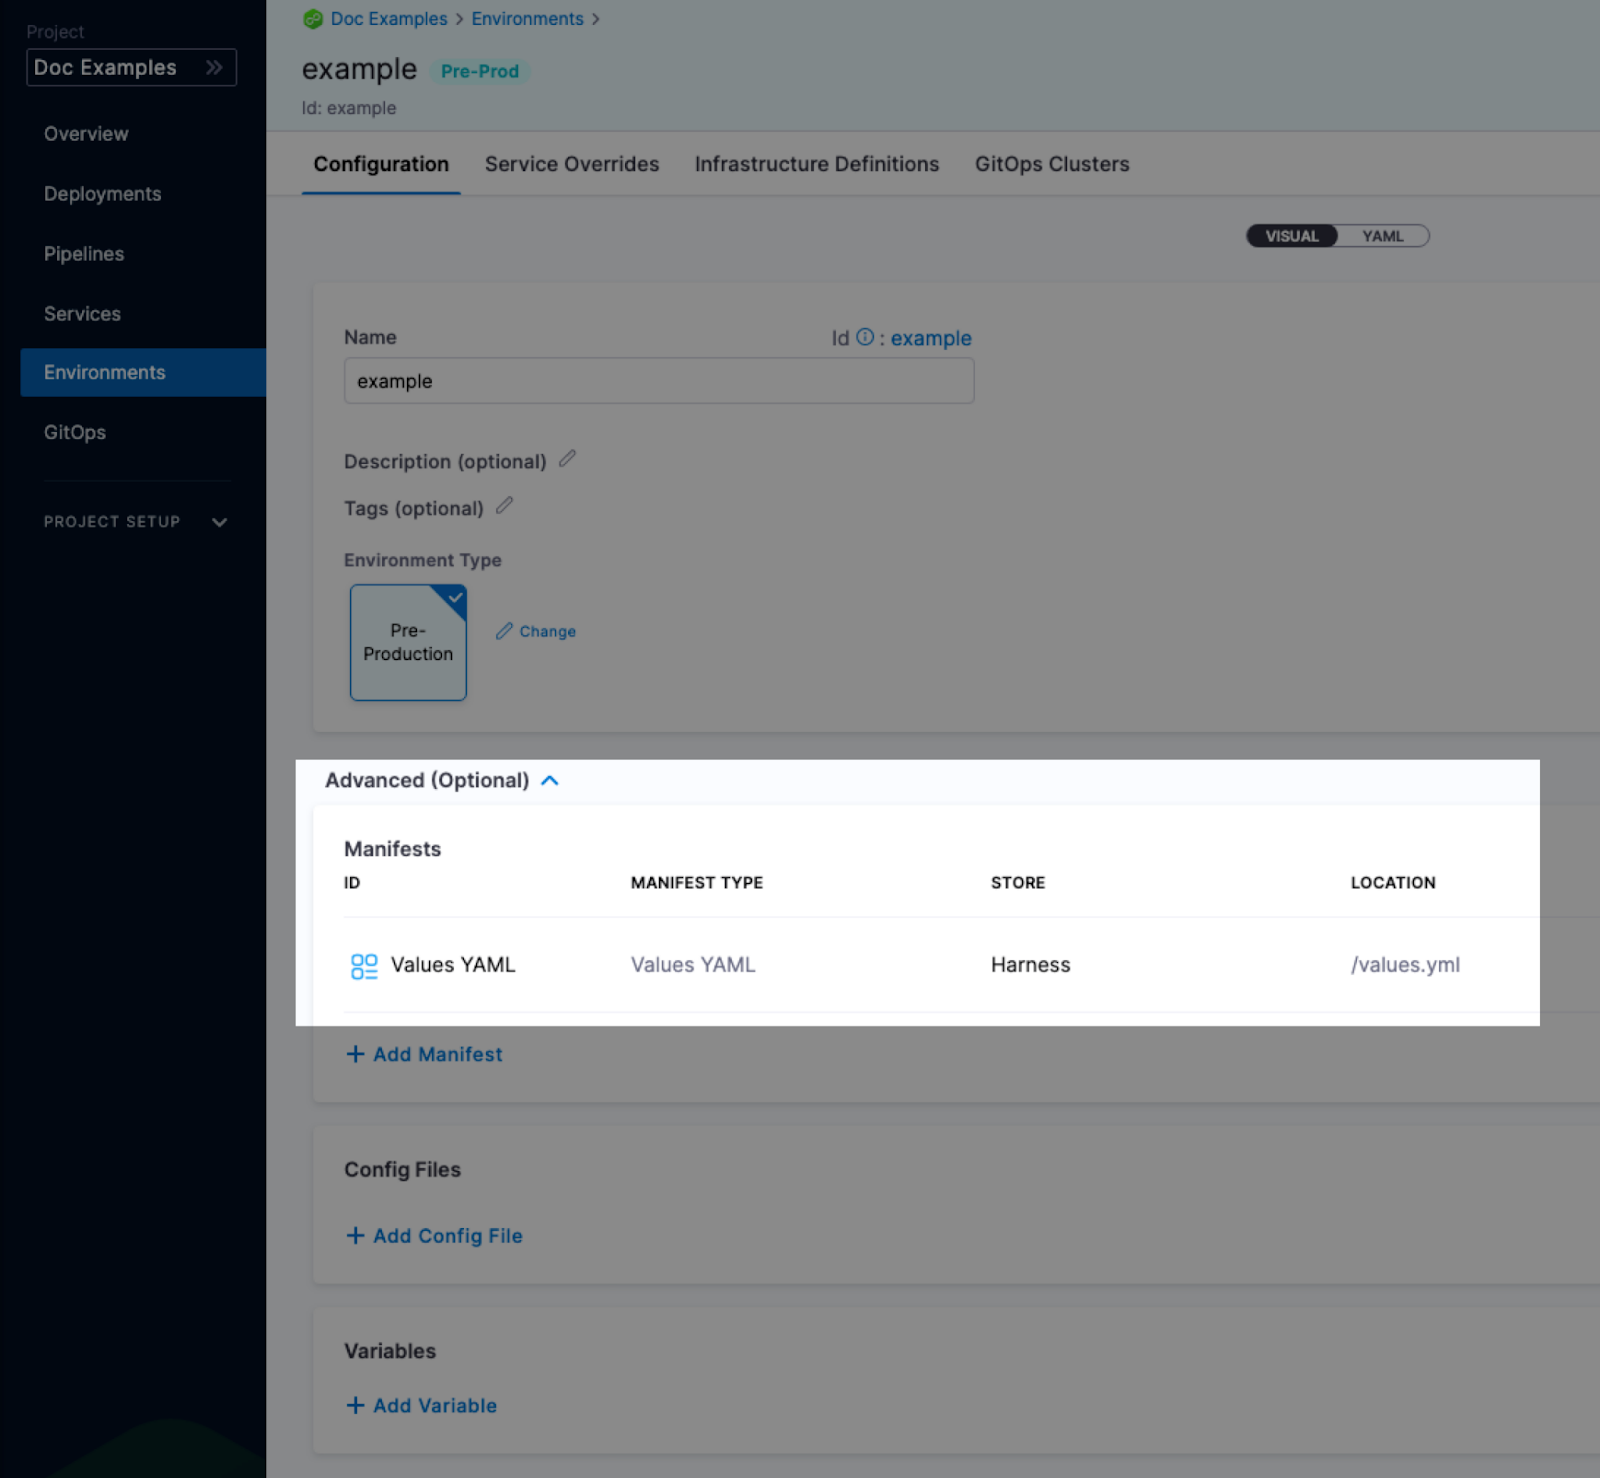 Project
Doc Examples
Overview
Deployments
Pipelines
Services
Environments
GitOps
PROJECT SETUP
Doc Examples > Environments >
example Pre-Prod
Id: example
Configuration Service Overrides Infrastructure Definitions GitOps Clusters
VISUAL YAML
Name Id : example
example
Description (optional)
Tags (optional)
Environment Type
Pre-
Production
Change
Advanced (Optional)
Manifests
ID MANIFEST TYPE STORE LOCATION
Values YAML Values YAML Harness /values.yml
+ Add Manifest
Config Files
+ Add Config File
Variables
+ Add Variable